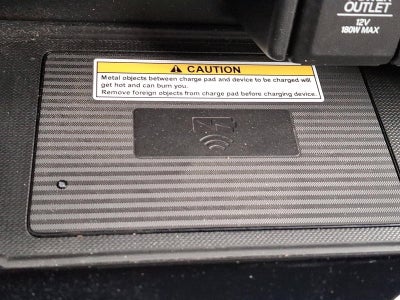 OUTLET
12V
180W MAX
⚠ CAUTION
Metal objects between charge pad and device to be charged will
get hot and can burn you.
Remove foreign objects from charge pad before charging device.